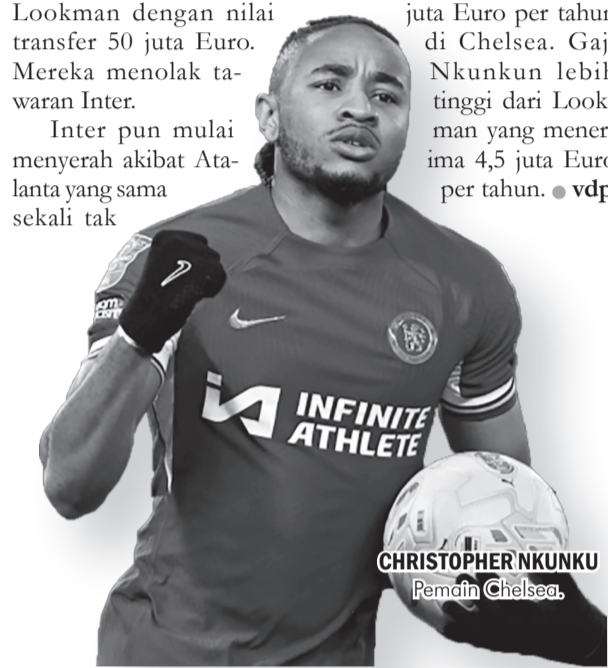 Lookman dengan nilai
transfer 50 juta Euro.
Mereka menolak ta-
waran Inter.
Inter pun mulai
menyerah akibat Ata-
lanta yang sama
sekali tak
juta Euro per tahun
di Chelsea. Gaj
Nkunkun lebih
tinggi dari Look
man yang mener
ima 4,5 juta Euro
per tahun. ● vdp
INFINITE
ATHLETE
CHRISTOPHER NKUNKU
Pemain Chelsea.